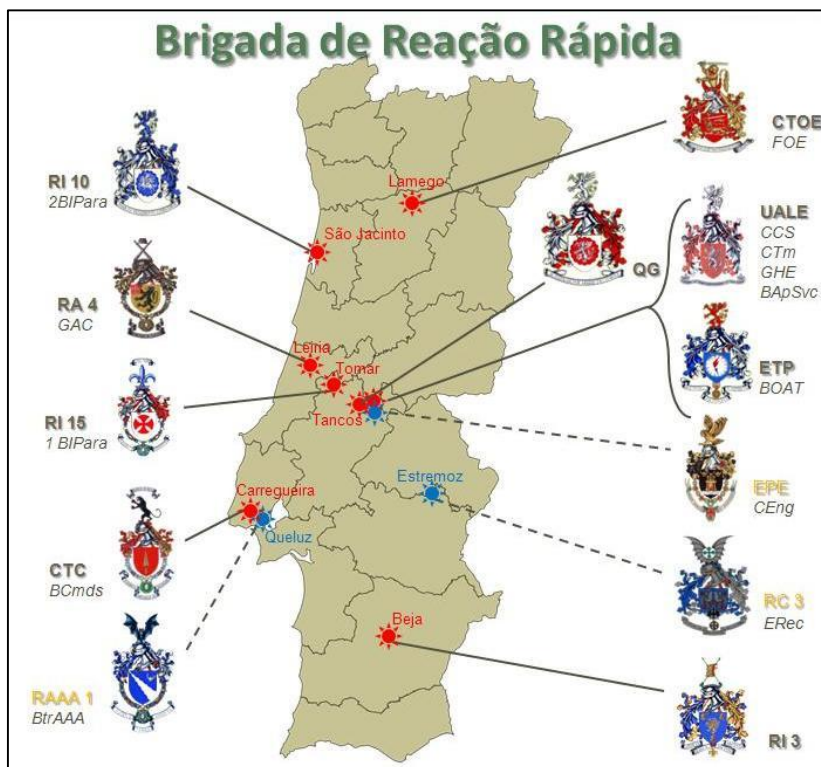 Brigada de Reação Rápida
RI 10
2BIPara
RA 4
GAC
RI 15
1 BIPara
CTC
BCmds
RAAA 1
BtrAAA
Lamego
São Jacinto
Leiria
Tomar
Tancos
Carregueira
Queluz
Estremoz
Beja
QG
CTOE
FOE
UALE
CCS
CTm
GHE
BApSvc
ETP
BOAT
EPE
CEng
RC 3
ERec
RI 3